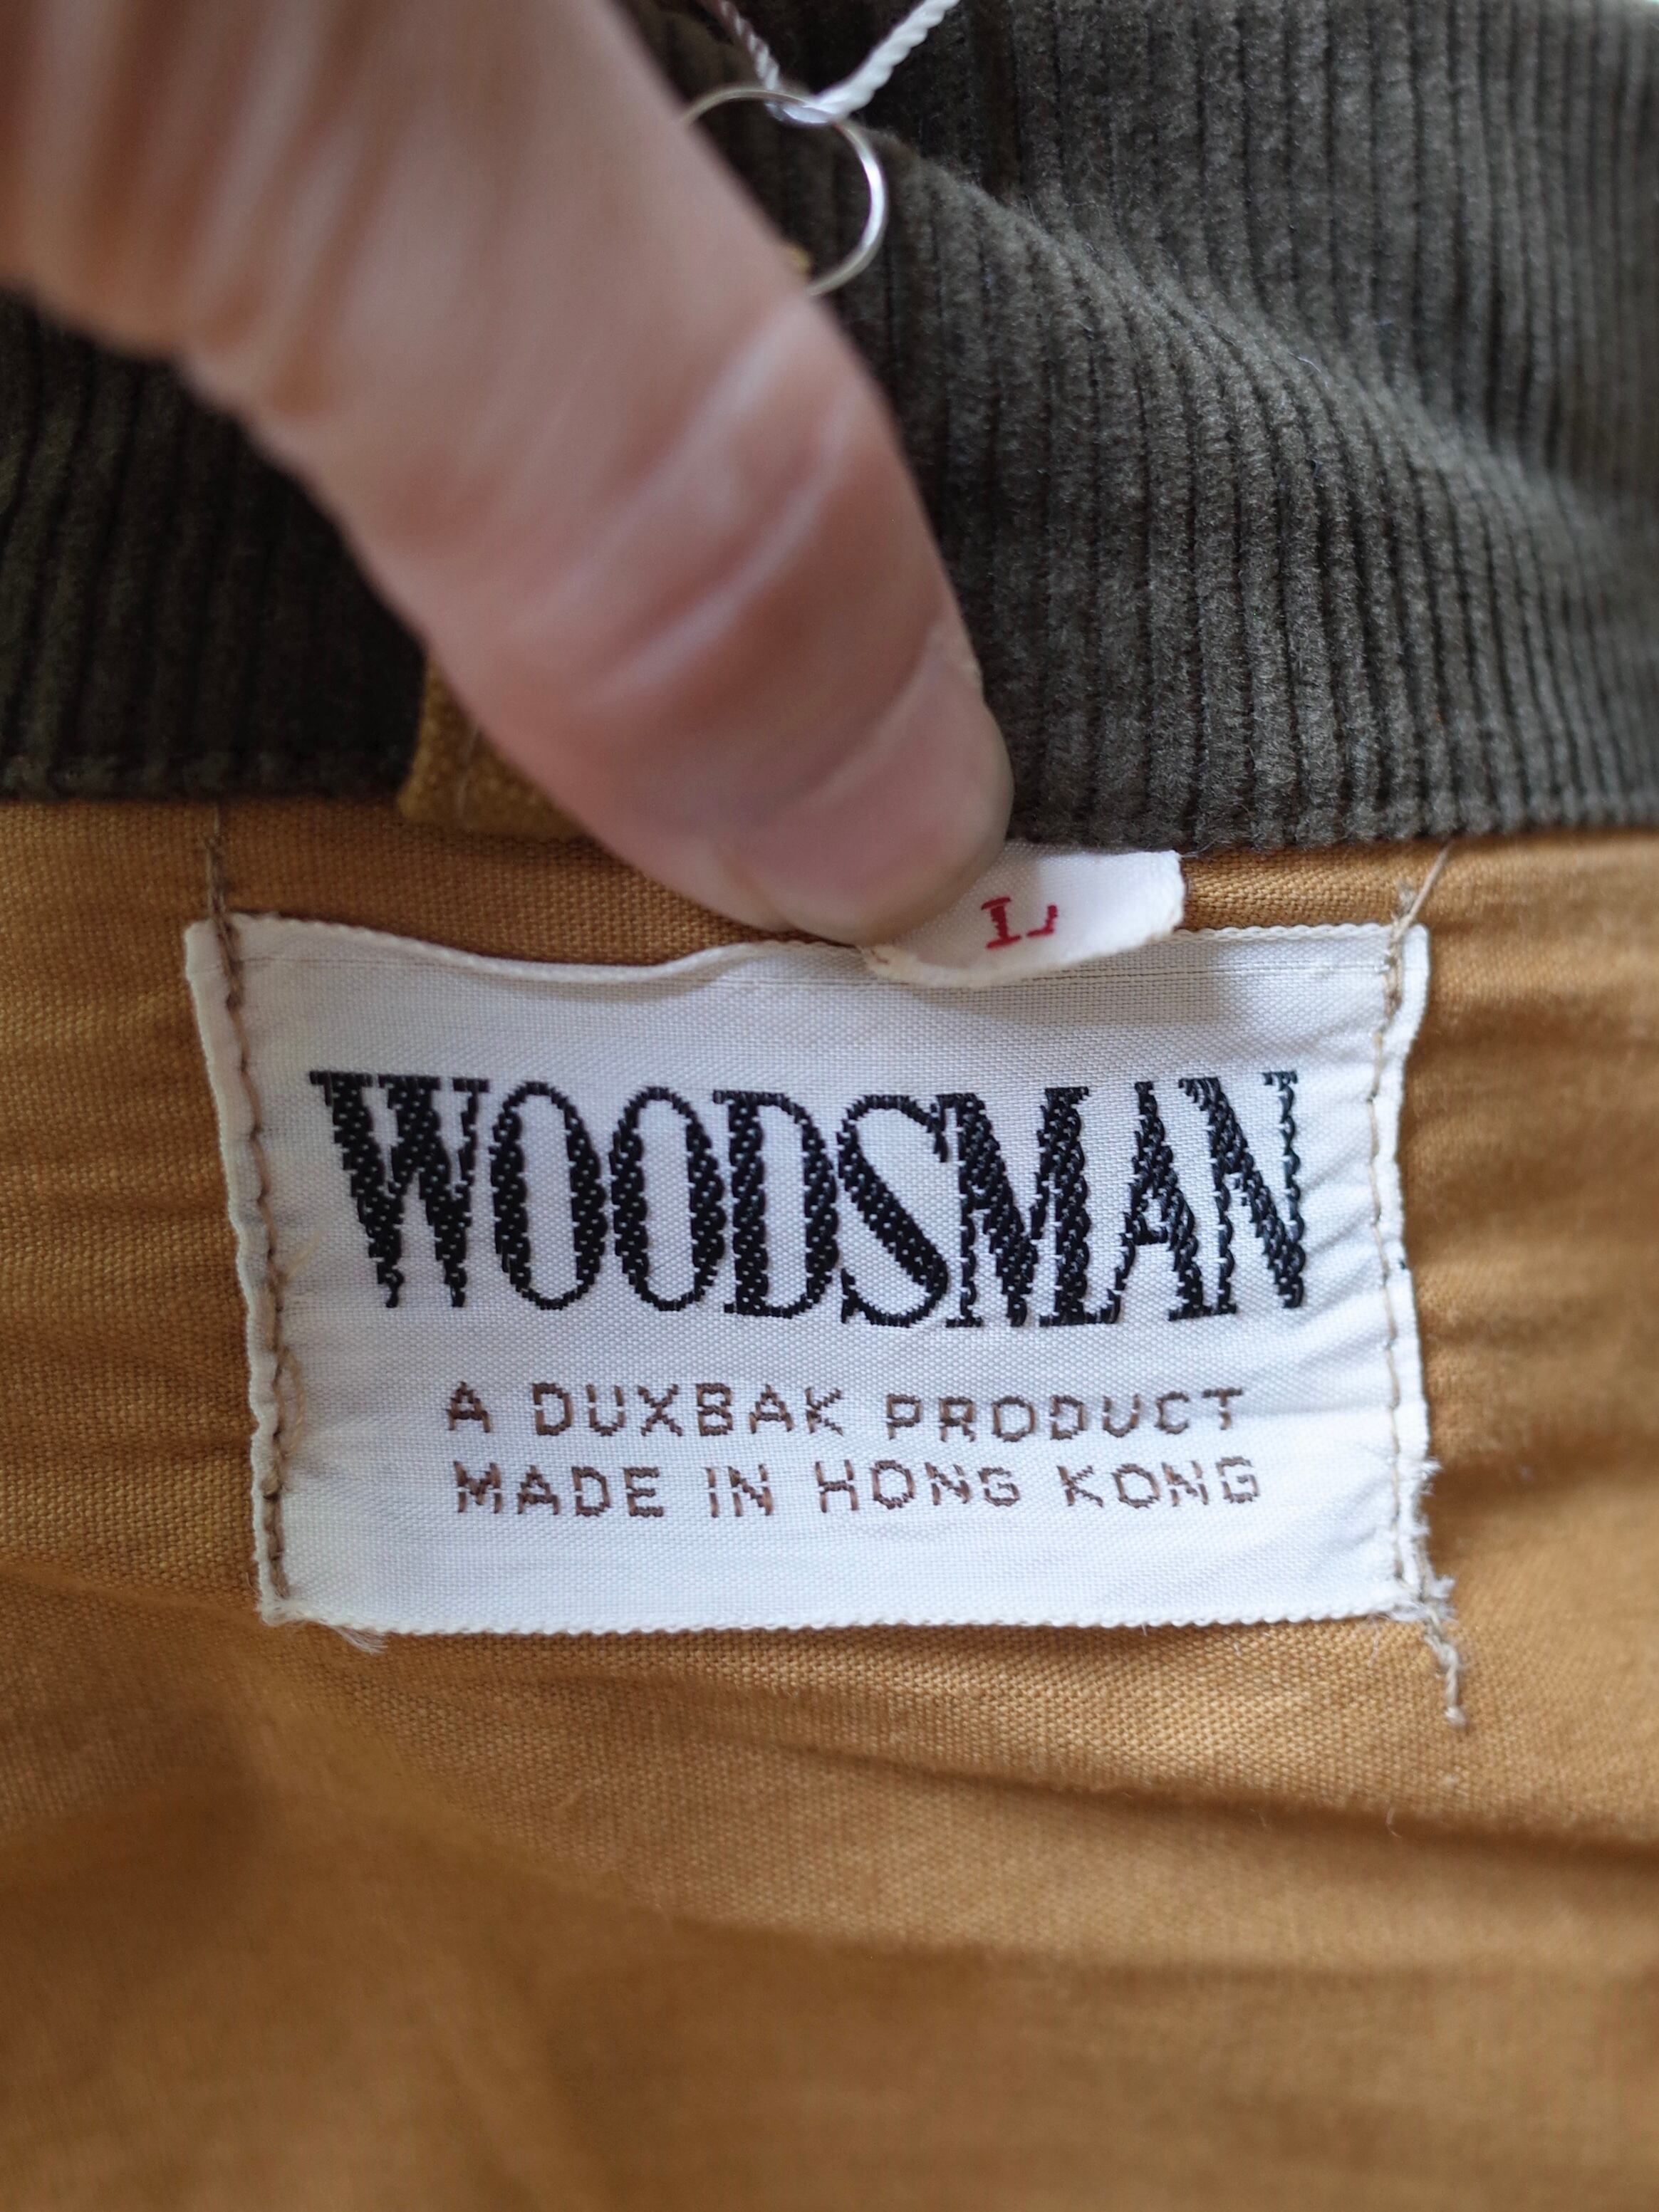 L
WOODSMAN
A DUXBAK PRODUCT
MADE IN HONG KONG